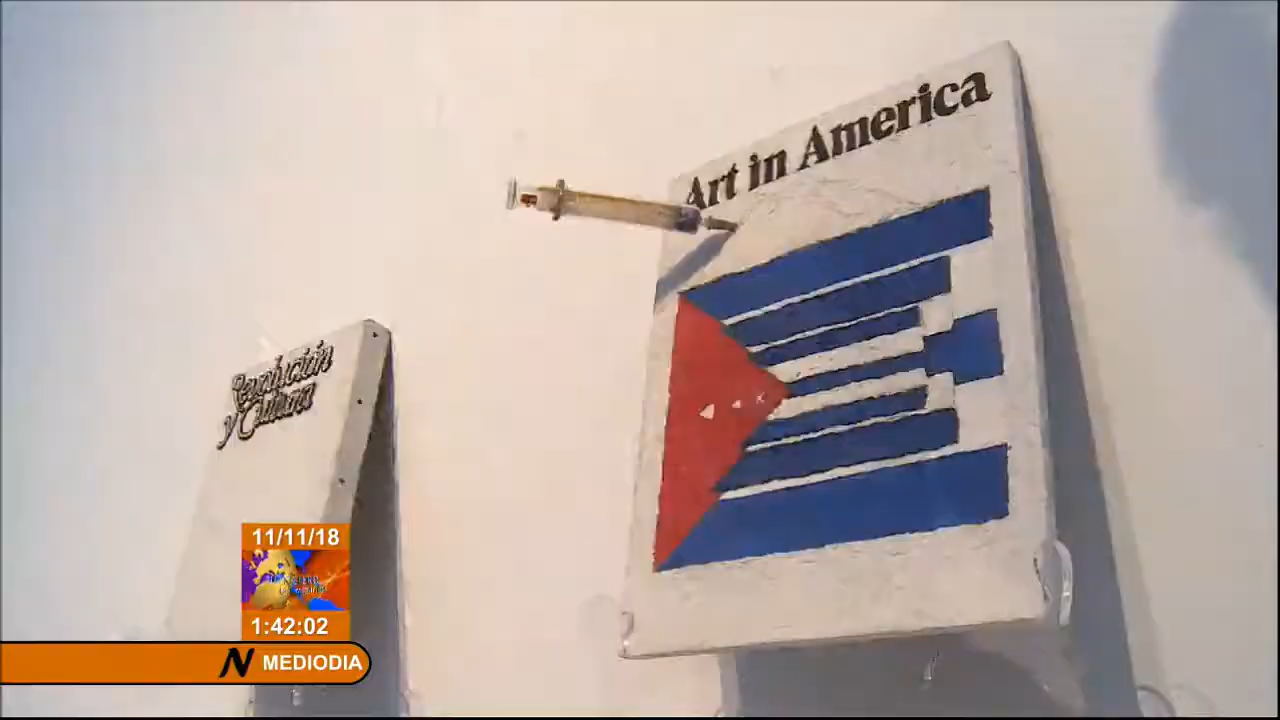 Art in America
Revolución
y Cultura
11/11/18
1:42:02
N MEDIODIA